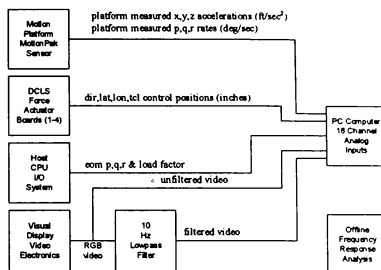 Motion
Platform
MotionPak
Sensor
platform measured x,y,z accelerations (ft/sec²)
platform measured p,q,r rates (deg/sec)
DCLS
Force
Actuator
Boards (1-4)
dir,lat,lon,tcl control positions (inches)
PC Computer
16 Channel
Analog
Inputs
Host
CPU
I/O
System
eom p,q,r & load factor
unfiltered video
Visual
Display
Video
Electronics
RGB
video
10
Hz
Lowpass
Filter
filtered video
Offline
Frequency
Response
Analysis